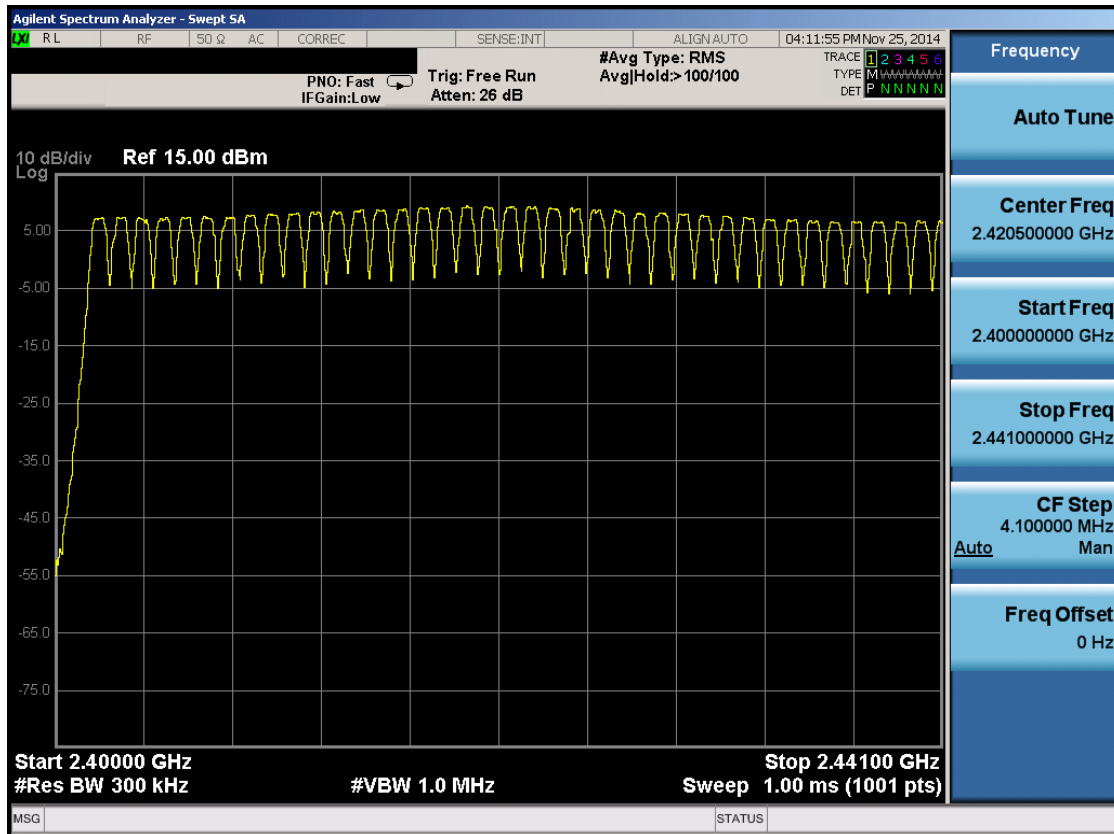 Agilent Spectrum Analyzer - Swept SA
LXI RL RF 50 Ω AC CORREC SENSE:INT ALIGN AUTO 04:11:55 PM Nov 25, 2014
PNO: Fast
IFGain:Low
Trig: Free Run
Atten: 26 dB
#Avg Type: RMS
Avg|Hold:>100/100
TRACE 1 2 3 4 5 6
TYPE M
DET P N N N N N
10 dB/div Ref 15.00 dBm
Log
5.00
-5.00
-15.0
-25.0
-35.0
-45.0
-55.0
-65.0
-75.0
Start 2.40000 GHz Stop 2.44100 GHz
#Res BW 300 kHz #VBW 1.0 MHz Sweep 1.00 ms (1001 pts)
MSG STATUS
Frequency
Auto Tune
Center Freq
2.420500000 GHz
Start Freq
2.400000000 GHz
Stop Freq
2.441000000 GHz
CF Step
4.100000 MHz
Auto Man
Freq Offset
0 Hz